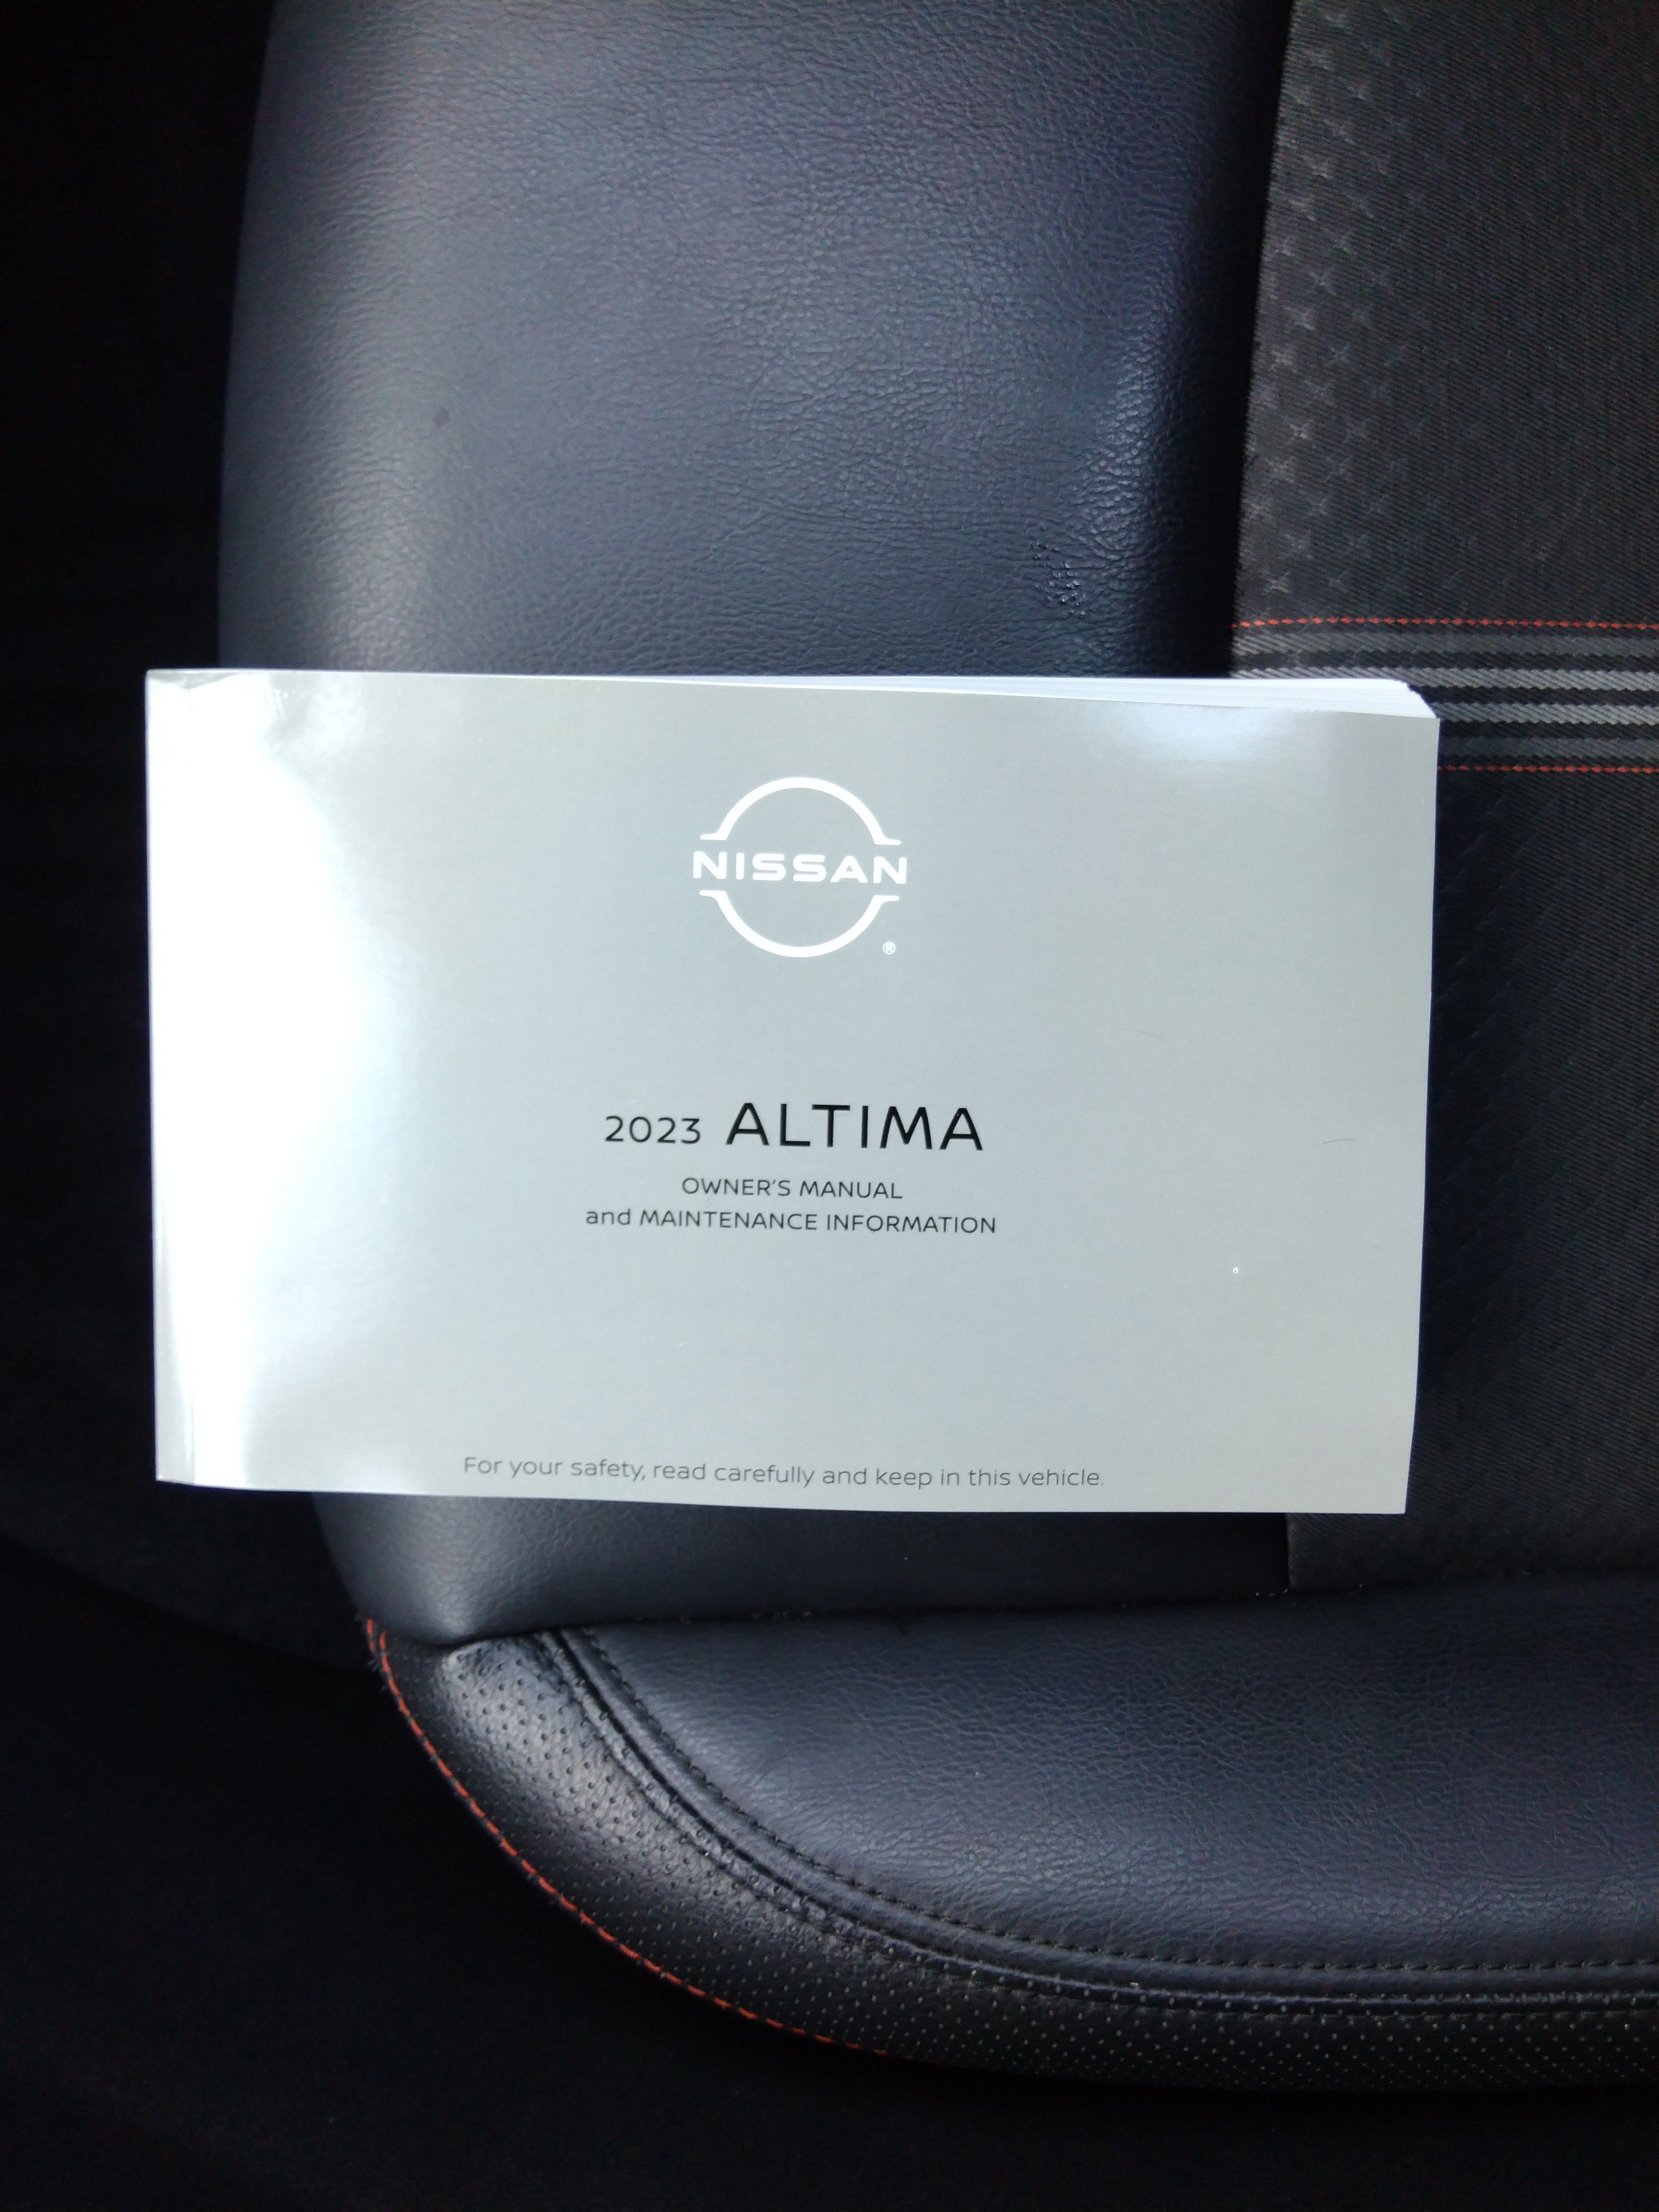 NISSAN
®
2023 ALTIMA
OWNER'S MANUAL
and MAINTENANCE INFORMATION
For your safety, read carefully and keep in this vehicle.